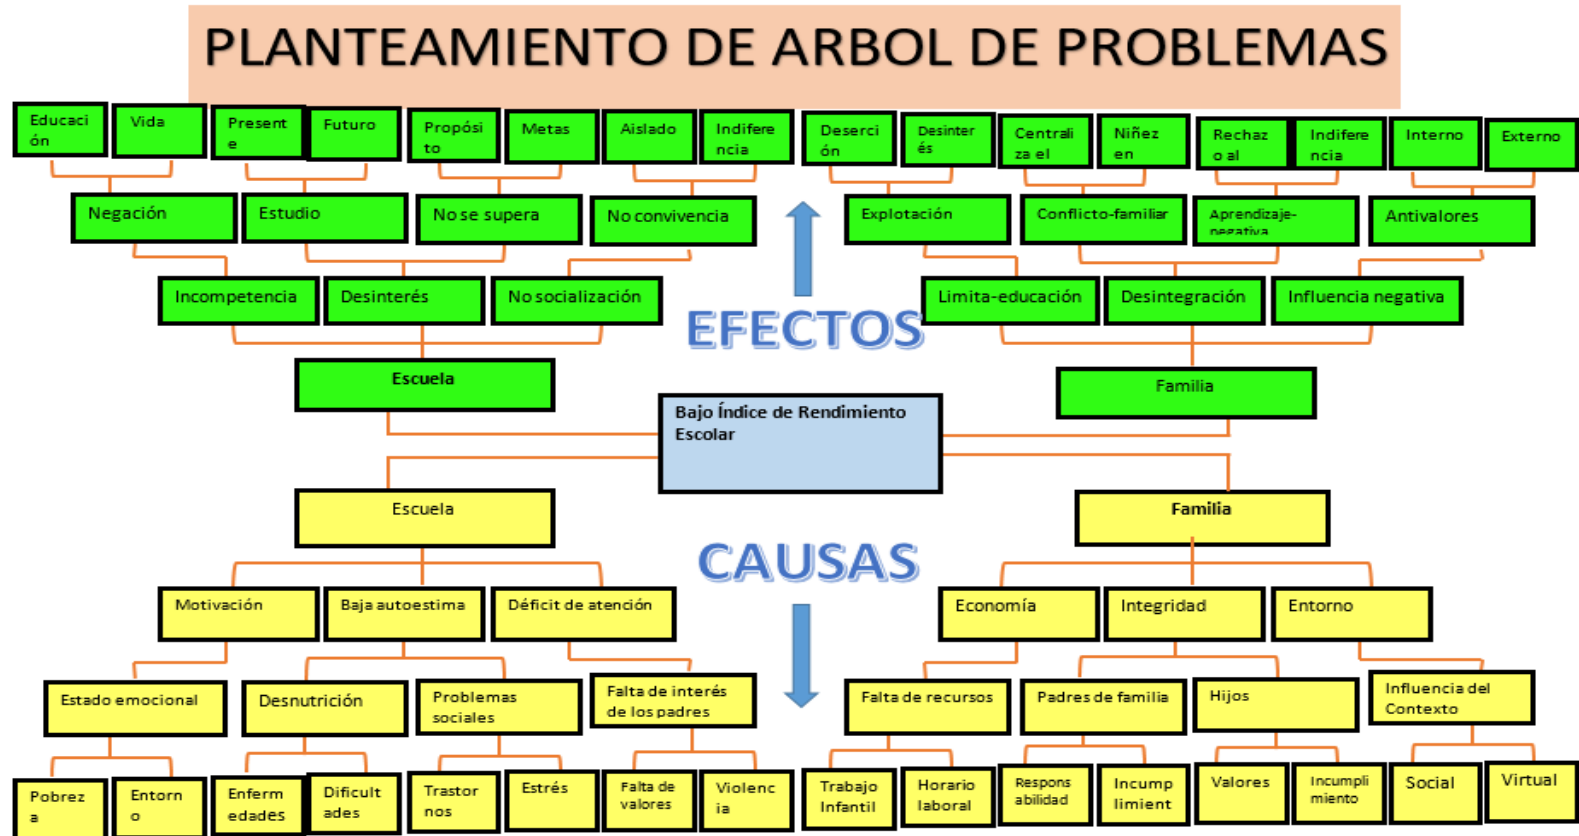 PLANTEAMIENTO DE ARBOL DE PROBLEMAS
Educaci
ón
Vida
Present
e
Futuro
Propósi
to
Metas
Aislado
Indifere
ncia
Deserci
ón
Desinter
és
Centrali
za el
Niñez
en
Rechaz
o al
Indifere
ncia
Interno
Externo
Negación
Estudio
No se supera
No convivencia
Explotación
Conflicto-familiar
Aprendizaje-
negativa
Antivalores
Incompetencia
Desinterés
No socialización
Limita-educación
Desintegración
Influencia negativa
EFECTOS
Escuela
Familia
Bajo Índice de Rendimiento
Escolar
Escuela
Familia
CAUSAS
Motivación
Baja autoestima
Déficit de atención
Economía
Integridad
Entorno
Estado emocional
Desnutrición
Problemas
sociales
Falta de interés
de los padres
Falta de recursos
Padres de familia
Hijos
Influencia del
Contexto
Pobrez
a
Entorn
o
Enferm
edades
Dificult
ades
Trastor
nos
Estrés
Falta de
valores
Violenc
ia
Trabajo
Infantil
Horario
laboral
Respons
abilidad
Incump
limient
Valores
Incumpli
miento
Social
Virtual